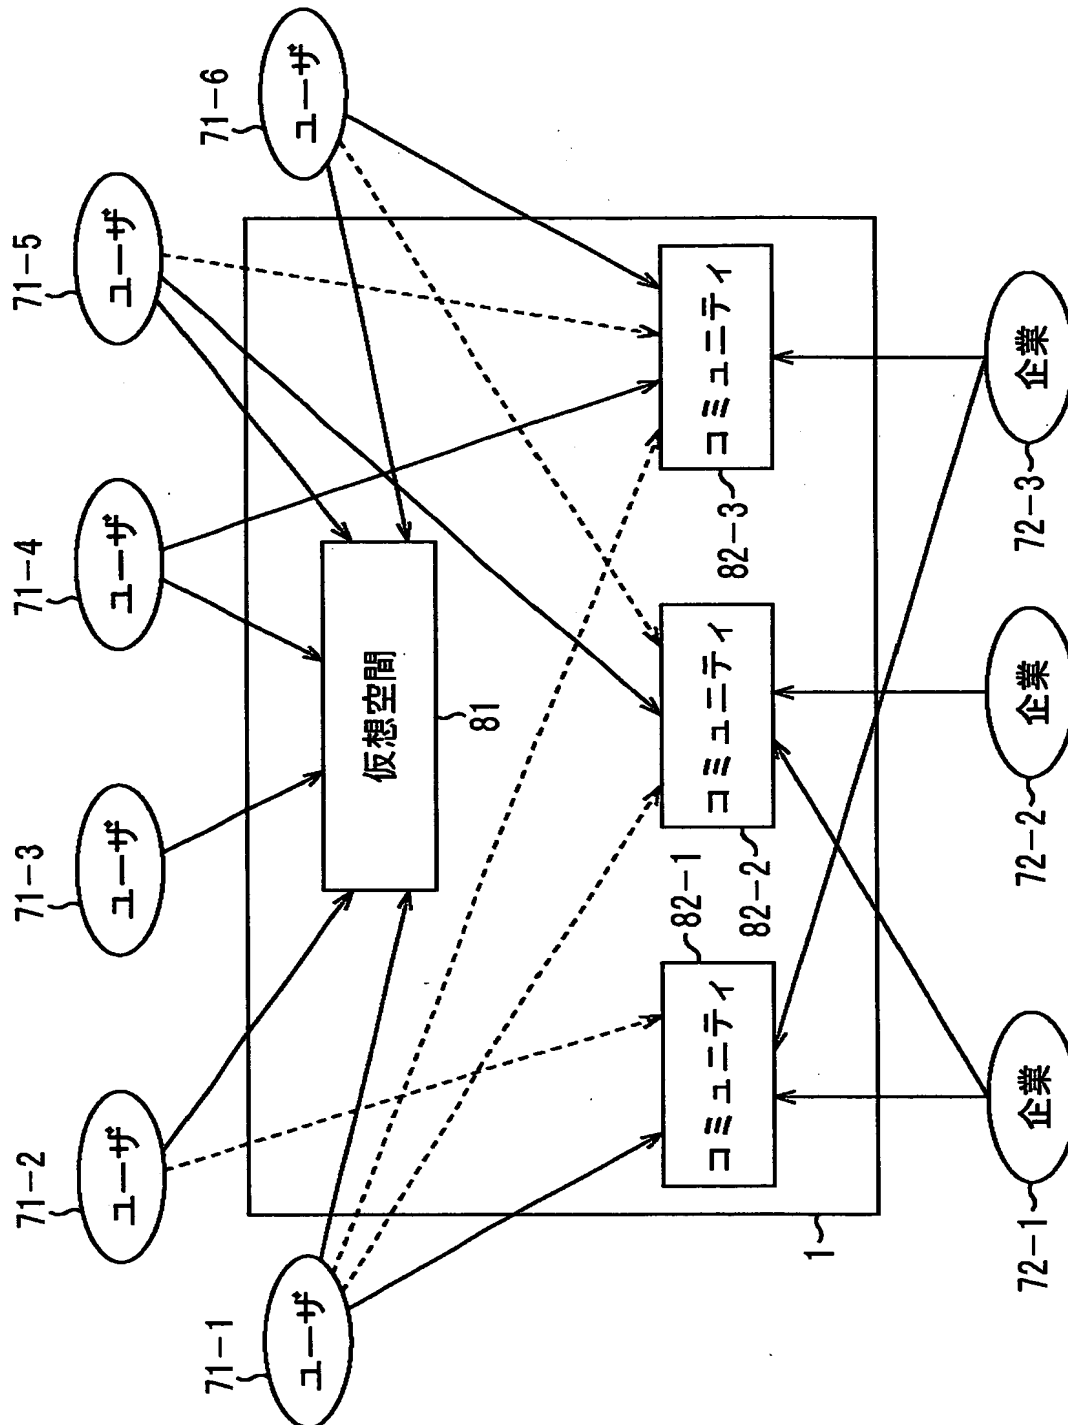 71-1
ユーザ
71-2
ユーザ
71-3
ユーザ
71-4
ユーザ
71-5
ユーザ
71-6
ユーザ
仮想空間
81
コミュニティ
82-1
コミュニティ
82-2
コミュニティ
82-3
1
企業
72-1
企業
72-2
企業
72-3